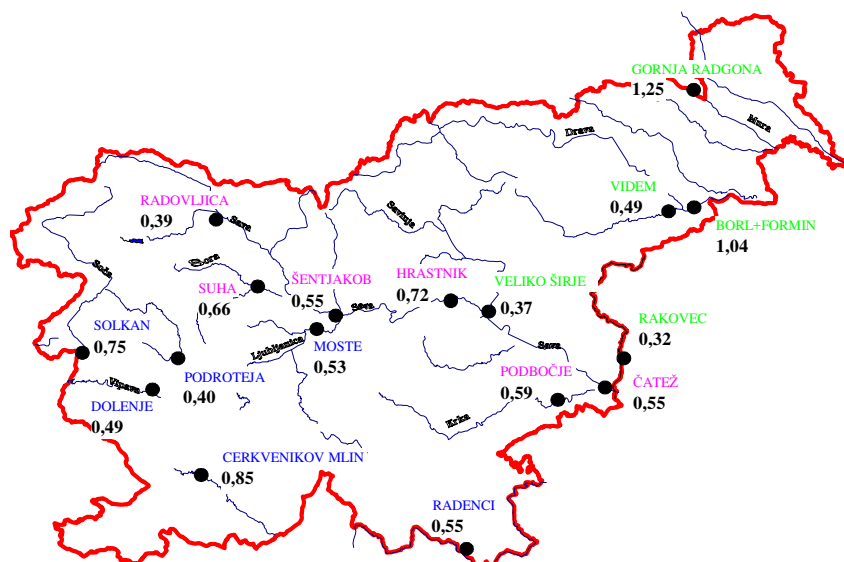 GORNJA RADGONA
1,25
Mura
Drava
VIDEM
0,49
BORL+FORMIN
1,04
RADOVLJICA
0,39
Sava
Savinja
Sora
Soča
SUHA
0,66
ŠENTJAKOB
0,55
HRASTNIK
0,72
VELIKO ŠIRJE
0,37
Sava
SOLKAN
0,75
Ljubljanica
MOSTE
0,53
Sava
RAKOVEC
0,32
PODROTEJA
0,40
Vipava
DOLENJE
0,49
PODBOČJE
0,59
ČATEŽ
0,55
Krka
CERKVENIKOV MLIN
0,85
RADENCI
0,55